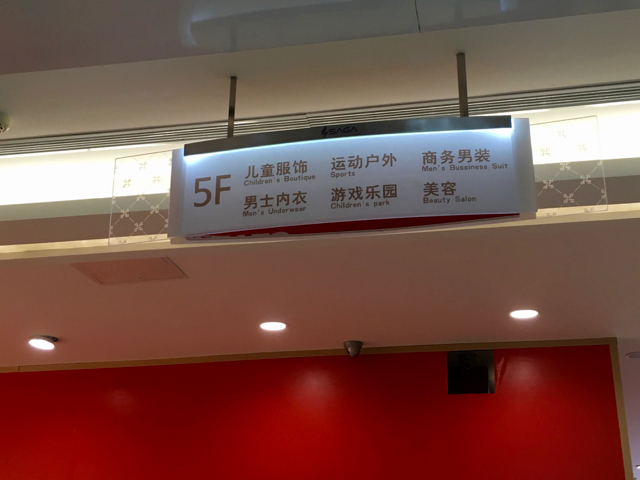 SAGA
5F
儿童服饰 运动户外 商务男装
Children's Boutique Sports Men's Bussiness Suit
男士内衣 游戏乐园 美容
Men's Underwear Children's park Beauty Salon